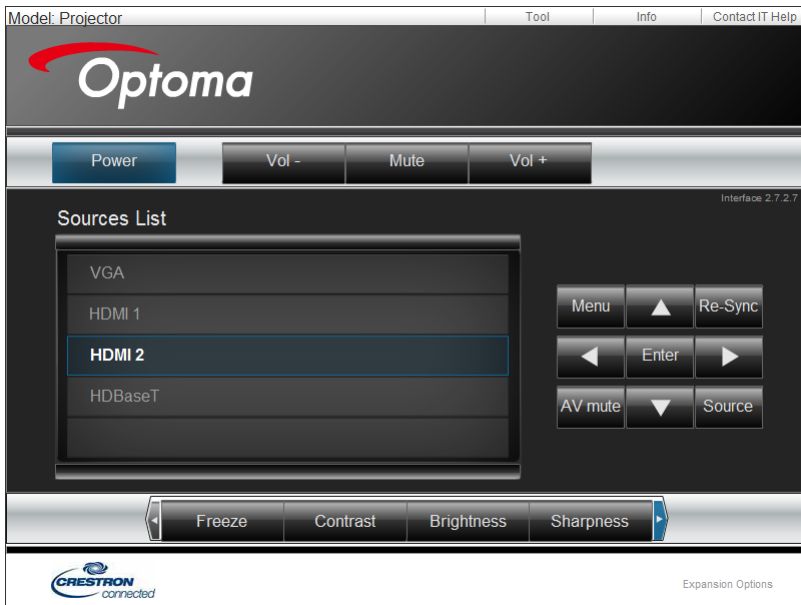 Model: Projector Tool Info Contact IT Help
Optoma
Power Vol - Mute Vol +
Interface 2.7.2.7
Sources List
VGA
HDMI 1
HDMI 2
HDBaseT
Menu Re-Sync
Enter
AV mute Source
Freeze Contrast Brightness Sharpness
CRESTRON
connected
Expansion Options